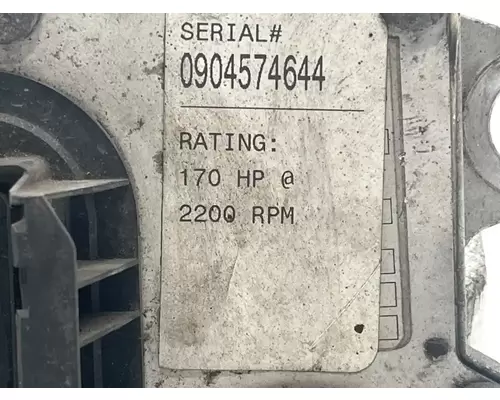 SERIAL#
0904574644
RATING:
170 HP @
2200 RPM